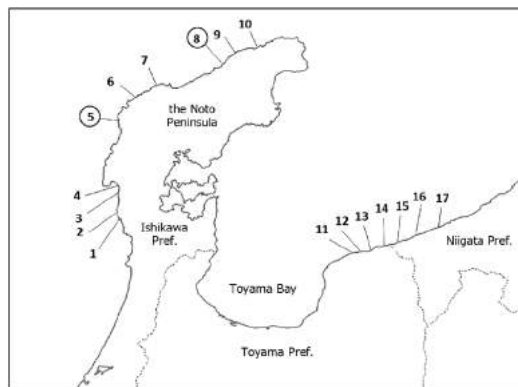 10
9
8
7
6
5
the Noto
Peninsula
4
3
2
1
Ishikawa
Pref.
17
16
15
14
13
12
11
Niigata Pref.
Toyama Bay
Toyama Pref.